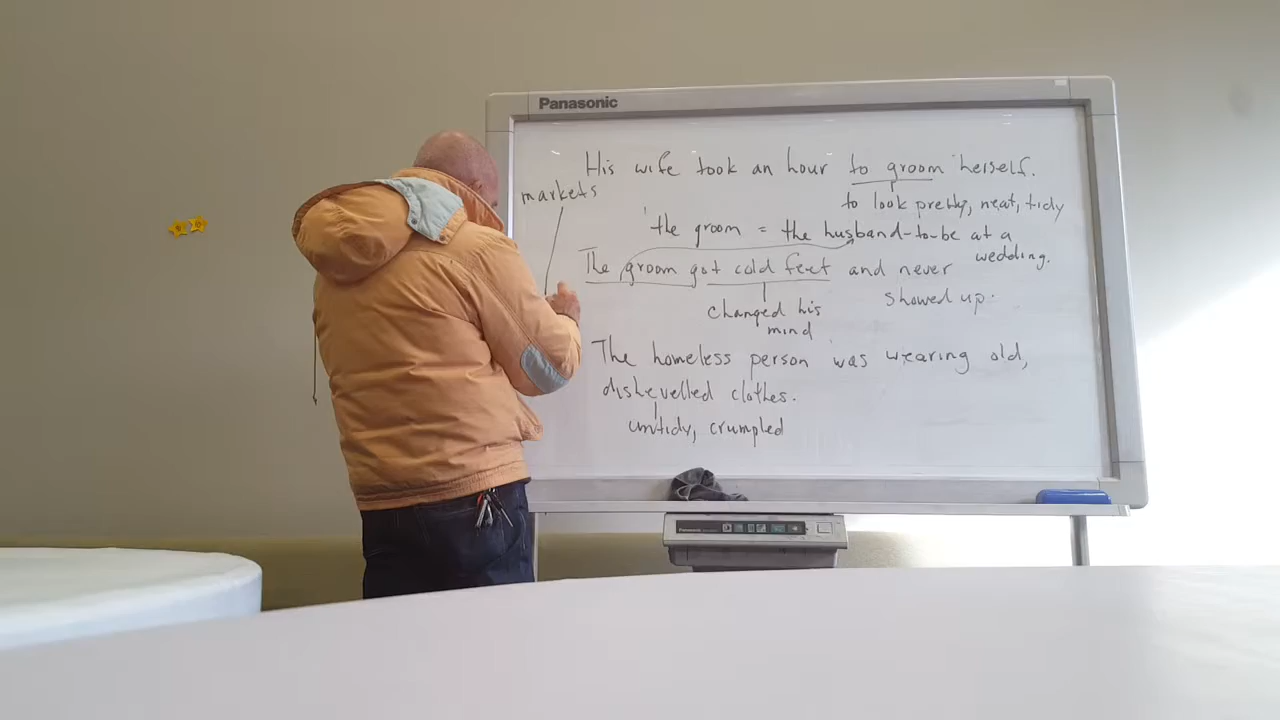 Panasonic
His wife took an hour to groom herself.
markets
to look pretty, neat, tidy
the groom = the husband-to-be at a
wedding.
The groom got cold feet and never
showed up.
changed his
mind
The homeless person was wearing old,
dishevelled clothes.
untidy, crumpled
Panasonic